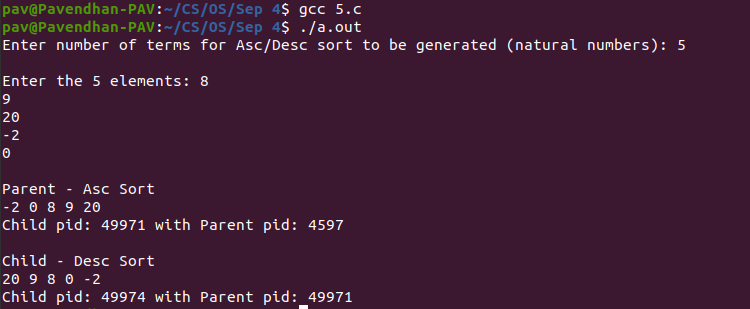 pav@Pavendhan-PAV:~/CS/OS/Sep 4$ gcc 5.c
pav@Pavendhan-PAV:~/CS/OS/Sep 4$ ./a.out
Enter number of terms for Asc/Desc sort to be generated (natural numbers): 5
Enter the 5 elements: 8
9
20
-2
0
Parent - Asc Sort
-2 0 8 9 20
Child pid: 49971 with Parent pid: 4597
Child - Desc Sort
20 9 8 0 -2
Child pid: 49974 with Parent pid: 49971